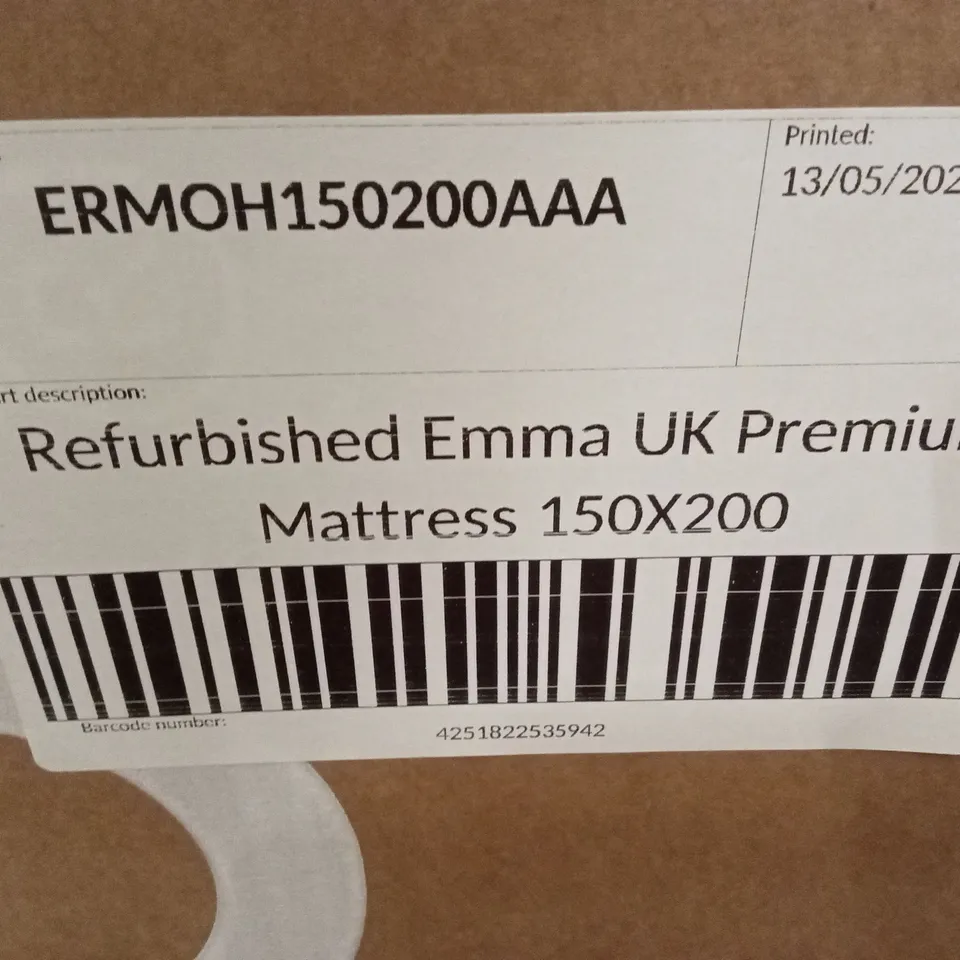 ERMOH150200AAA
Printed:
13/05/202
rt description:
Refurbished Emma UK Premiu
Mattress 150X200
Barcode number:
4251822535942